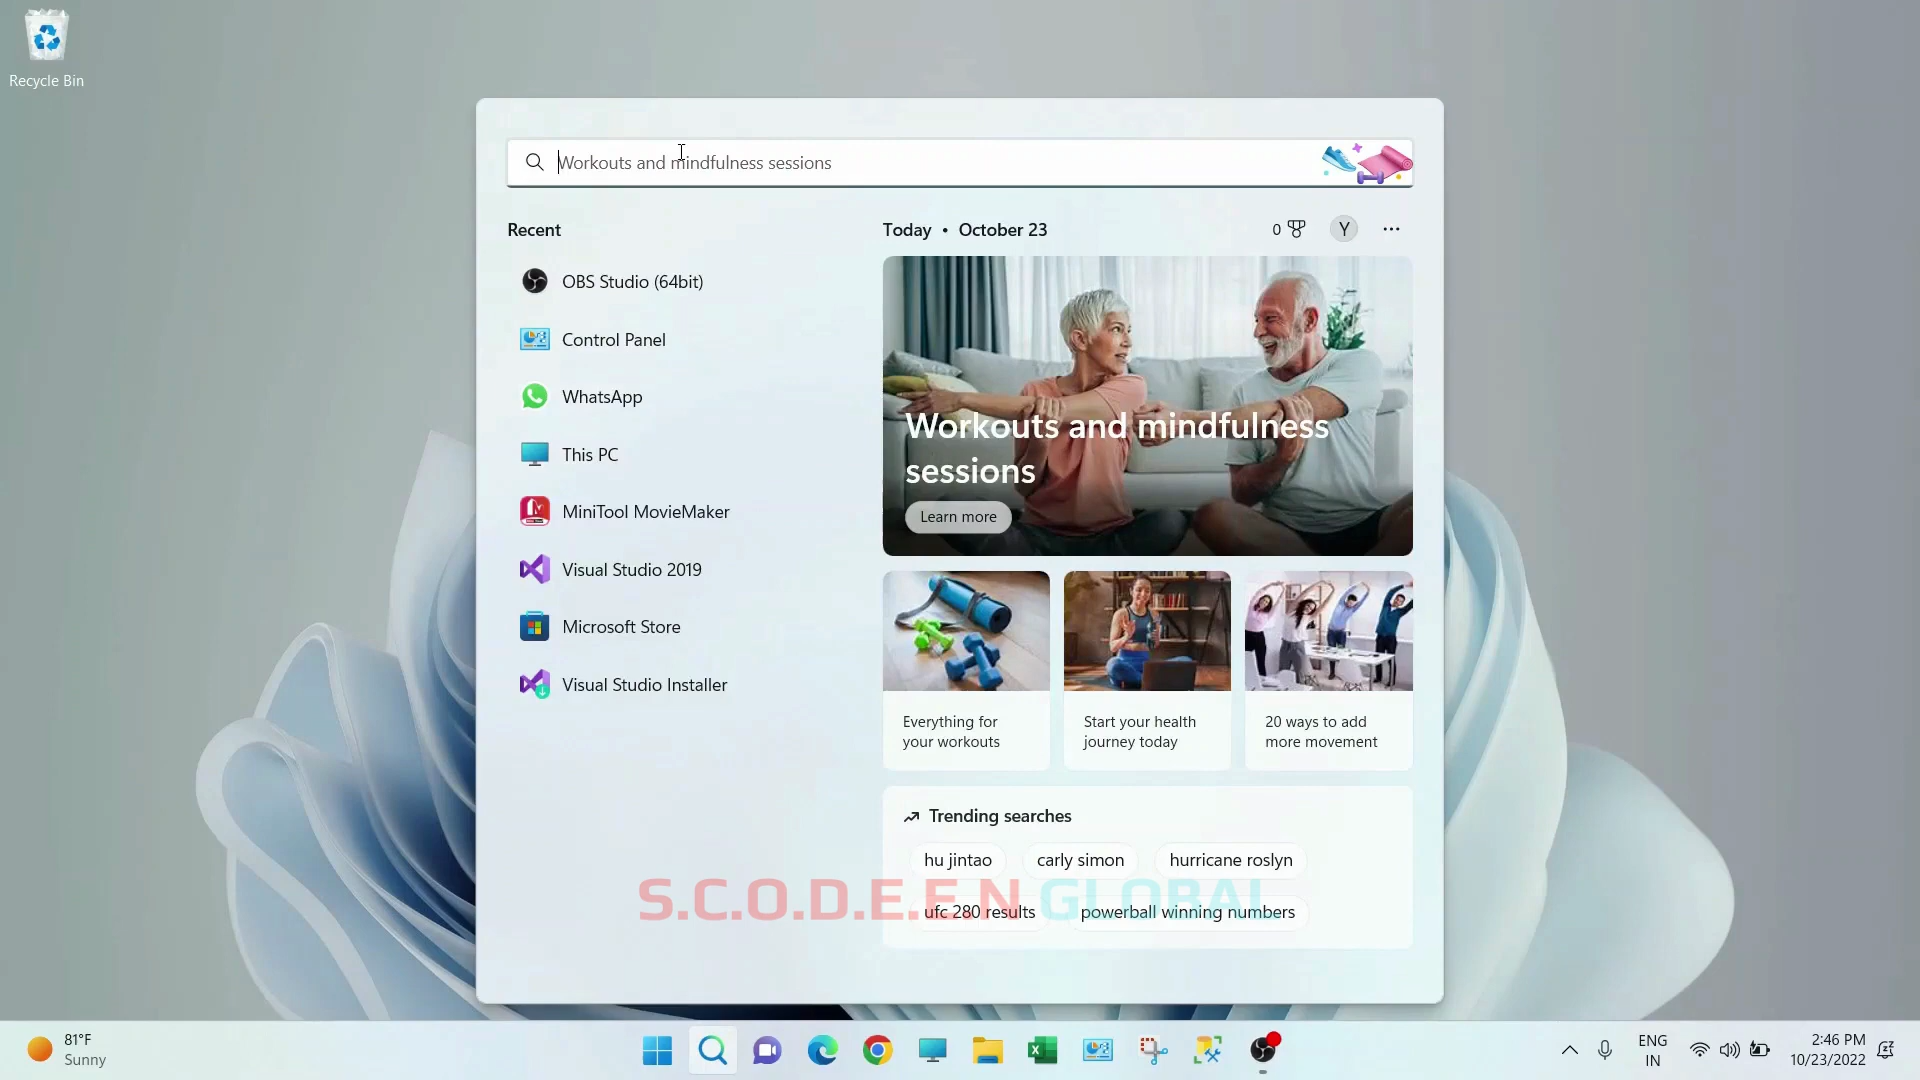 Recycle Bin
Workouts and mindfulness sessions
Recent
OBS Studio (64bit)
Control Panel
WhatsApp
This PC
MiniTool MovieMaker
Visual Studio 2019
Microsoft Store
Visual Studio Installer
Today • October 23
0
Y
Workouts and mindfulness
sessions
Learn more
Everything for
your workouts
Start your health
journey today
20 ways to add
more movement
Trending searches
hu jintao
carly simon
hurricane roslyn
ufc 280 results
powerball winning numbers
S.C.O.D.E.E.N GLOBAL
81°F
Sunny
ENG
IN
2:46 PM
10/23/2022